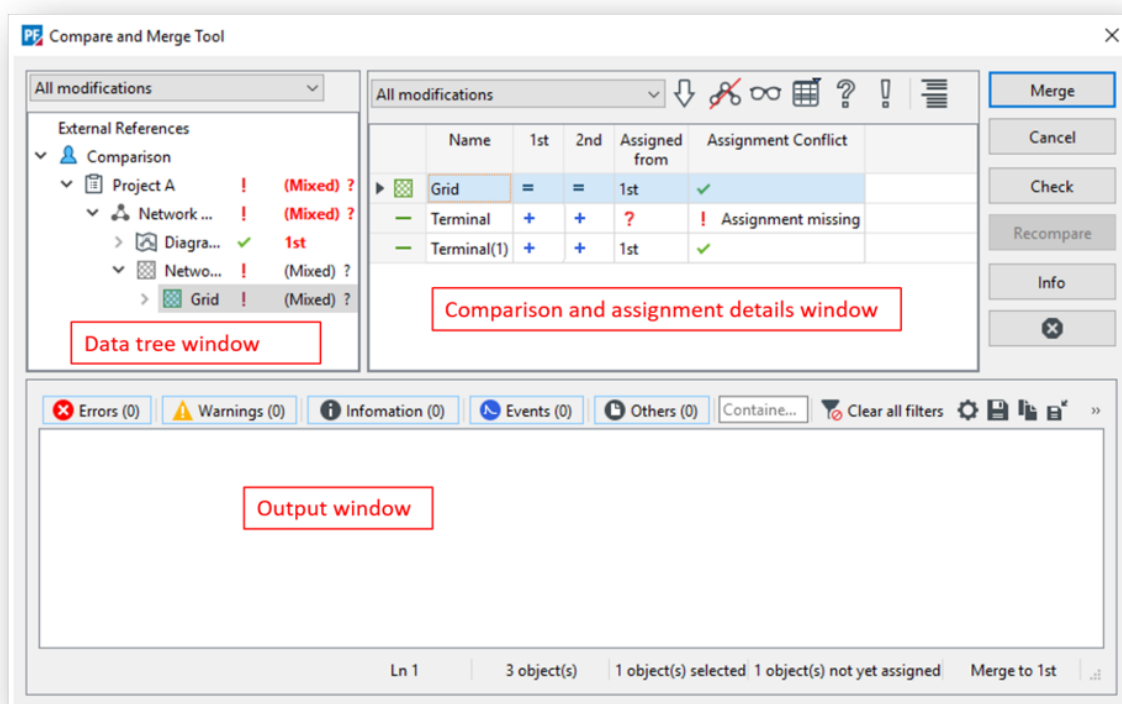 PF Compare and Merge Tool
All modifications
External References
Comparison
Project A ! (Mixed) ?
Network ... ! (Mixed) ?
Diagra... ✓ 1st
Netwo... ! (Mixed) ?
Grid ! (Mixed) ?
Data tree window
All modifications
Name 1st 2nd Assigned from Assignment Conflict
Grid = = 1st ✓
Terminal + + ? ! Assignment missing
Terminal(1) + + 1st ✓
Comparison and assignment details window
Merge
Cancel
Check
Recompare
Info
Errors (0) Warnings (0) Infomation (0) Events (0) Others (0) Containe... Clear all filters »
Output window
Ln 1 3 object(s) 1 object(s) selected 1 object(s) not yet assigned Merge to 1st